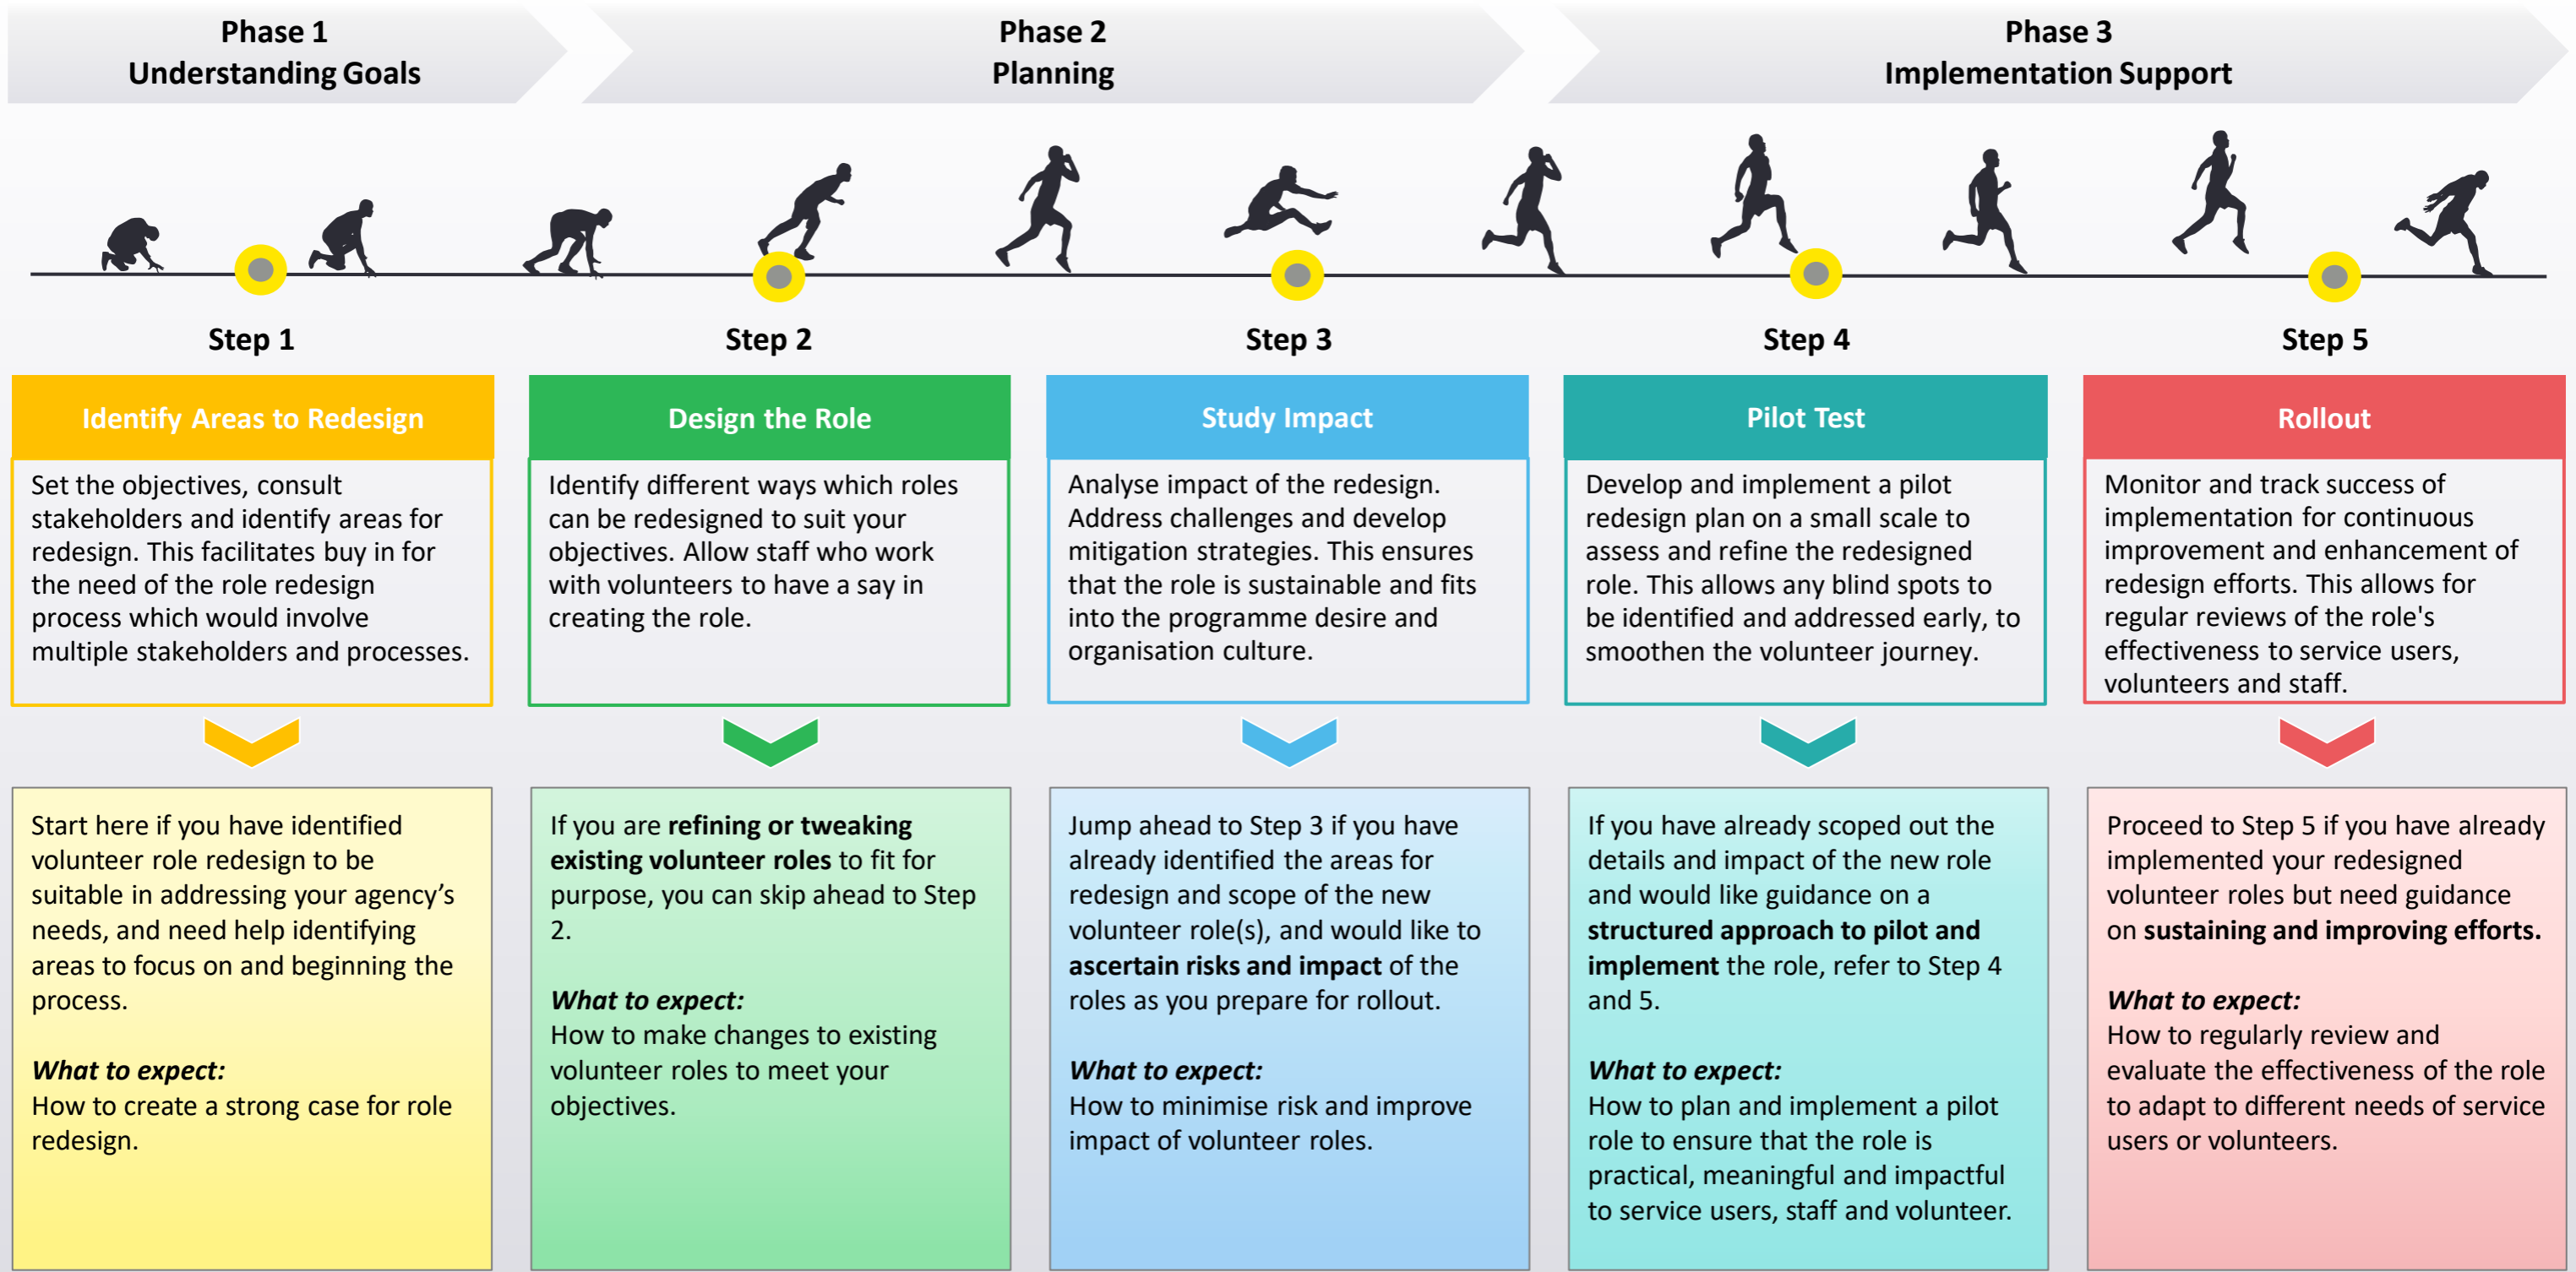 Phase 1
Understanding Goals
Phase 2
Planning
Phase 3
Implementation Support
Step 1
Step 2
Step 3
Step 4
Step 5
Identify Areas to Redesign
Set the objectives, consult
stakeholders and identify areas for
redesign. This facilitates buy in for
the need of the role redesign
process which would involve
multiple stakeholders and processes.
Design the Role
Identify different ways which roles
can be redesigned to suit your
objectives. Allow staff who work
with volunteers to have a say in
creating the role.
Study Impact
Analyse impact of the redesign.
Address challenges and develop
mitigation strategies. This ensures
that the role is sustainable and fits
into the programme desire and
organisation culture.
Pilot Test
Develop and implement a pilot
redesign plan on a small scale to
assess and refine the redesigned
role. This allows any blind spots to
be identified and addressed early, to
smoothen the volunteer journey.
Rollout
Monitor and track success of
implementation for continuous
improvement and enhancement of
redesign efforts. This allows for
regular reviews of the role's
effectiveness to service users,
volunteers and staff.
Start here if you have identified
volunteer role redesign to be
suitable in addressing your agency’s
needs, and need help identifying
areas to focus on and beginning the
process.
What to expect:
How to create a strong case for role
redesign.
If you are refining or tweaking
existing volunteer roles to fit for
purpose, you can skip ahead to Step
2.
What to expect:
How to make changes to existing
volunteer roles to meet your
objectives.
Jump ahead to Step 3 if you have
already identified the areas for
redesign and scope of the new
volunteer role(s), and would like to
ascertain risks and impact of the
roles as you prepare for rollout.
What to expect:
How to minimise risk and improve
impact of volunteer roles.
If you have already scoped out the
details and impact of the new role
and would like guidance on a
structured approach to pilot and
implement the role, refer to Step 4
and 5.
What to expect:
How to plan and implement a pilot
role to ensure that the role is
practical, meaningful and impactful
to service users, staff and volunteer.
Proceed to Step 5 if you have already
implemented your redesigned
volunteer roles but need guidance
on sustaining and improving efforts.
What to expect:
How to regularly review and
evaluate the effectiveness of the role
to adapt to different needs of service
users or volunteers.